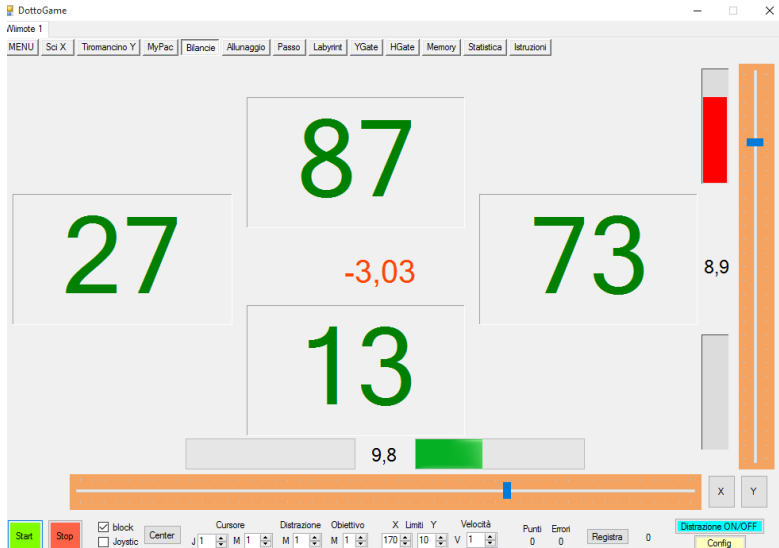 DottoGame
Wiimote 1
MENU Sci X Tiromancino Y MyPac Bilancie Allunaggio Passo Labyrint YGate HGate Memory Statistica Istruzioni
87
27
73
-3,03
8,9
13
9,8
X Y
Start Stop
block
Joystic
Center
Cursore
J 1 M 1
Distrazione
M 1
Obiettivo
M 1
X Limiti Y
170 10
Velocità
V 1
Punti
0
Errori
0
Registra
0
Distrazione ON/OFF
Config